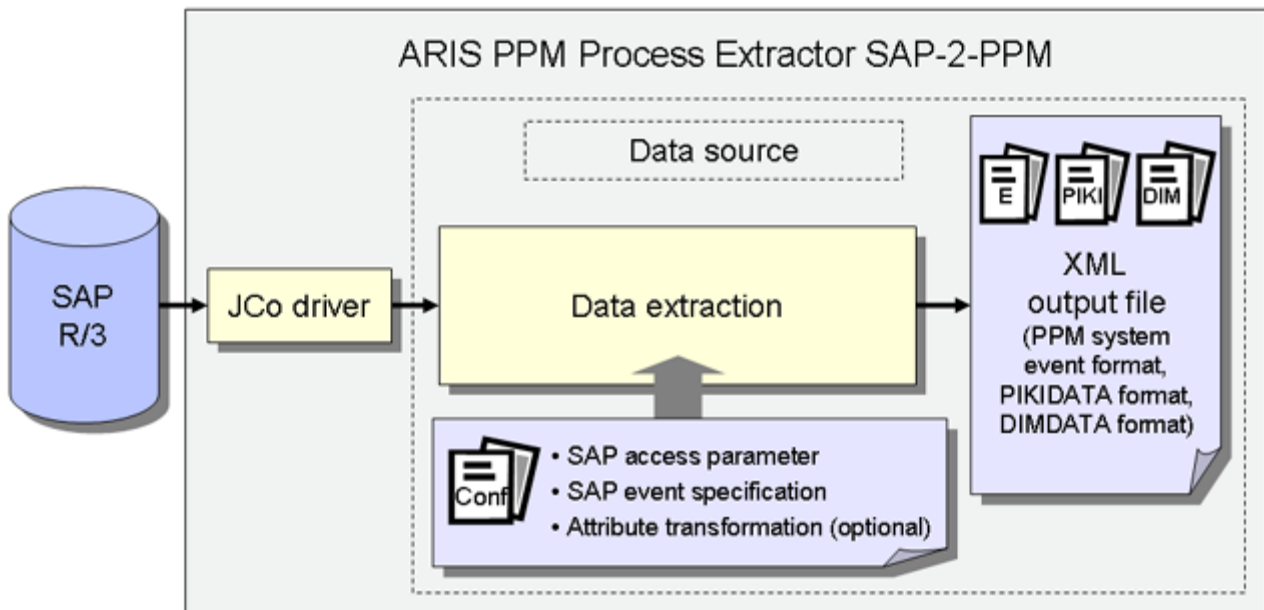 ARIS PPM Process Extractor SAP-2-PPM
Data source
SAP
R/3
JCo driver
Data extraction
E
PIKI
DIM
XML
output file
(PPM system
event format,
PIKIDATA format,
DIMDATA format)
Conf
• SAP access parameter
• SAP event specification
• Attribute transformation (optional)